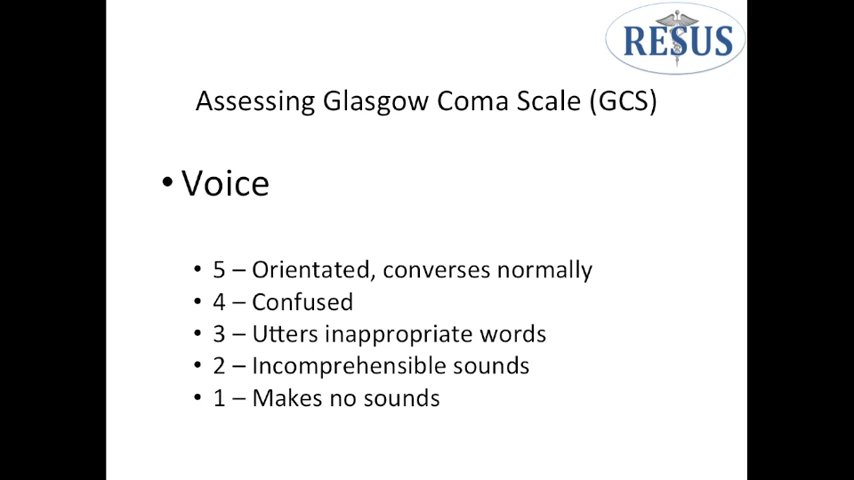 RESUS
Assessing Glasgow Coma Scale (GCS)
• Voice
• 5 – Orientated, converses normally
• 4 – Confused
• 3 – Utters inappropriate words
• 2 – Incomprehensible sounds
• 1 – Makes no sounds